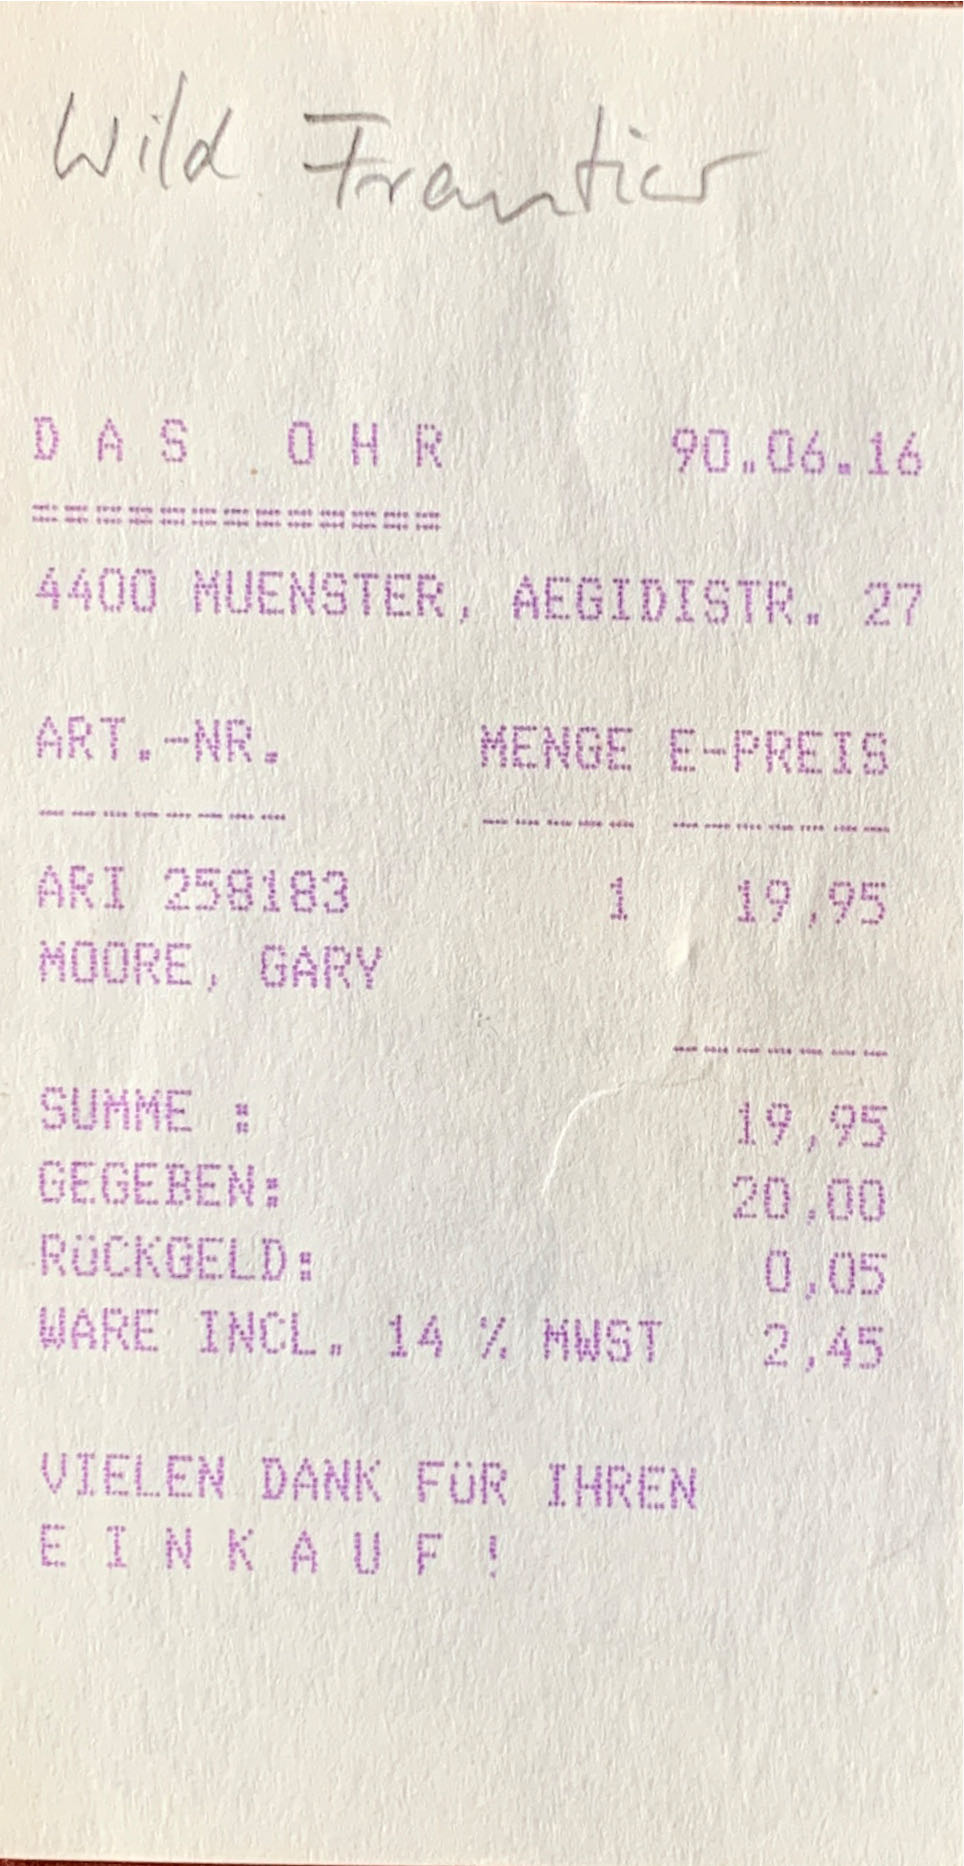 Wild Frontier
DAS OHR 90.06.16
=============
4400 MUENSTER, AEGIDISTR. 27
ART.-NR. MENGE E-PREIS
-------- ----- -------
ARI 258183 1 19,95
MOORE, GARY
-------
SUMME : 19,95
GEGEBEN: 20,00
RÜCKGELD: 0,05
WARE INCL. 14 % MWST 2,45
VIELEN DANK FÜR IHREN
E I N K A U F !